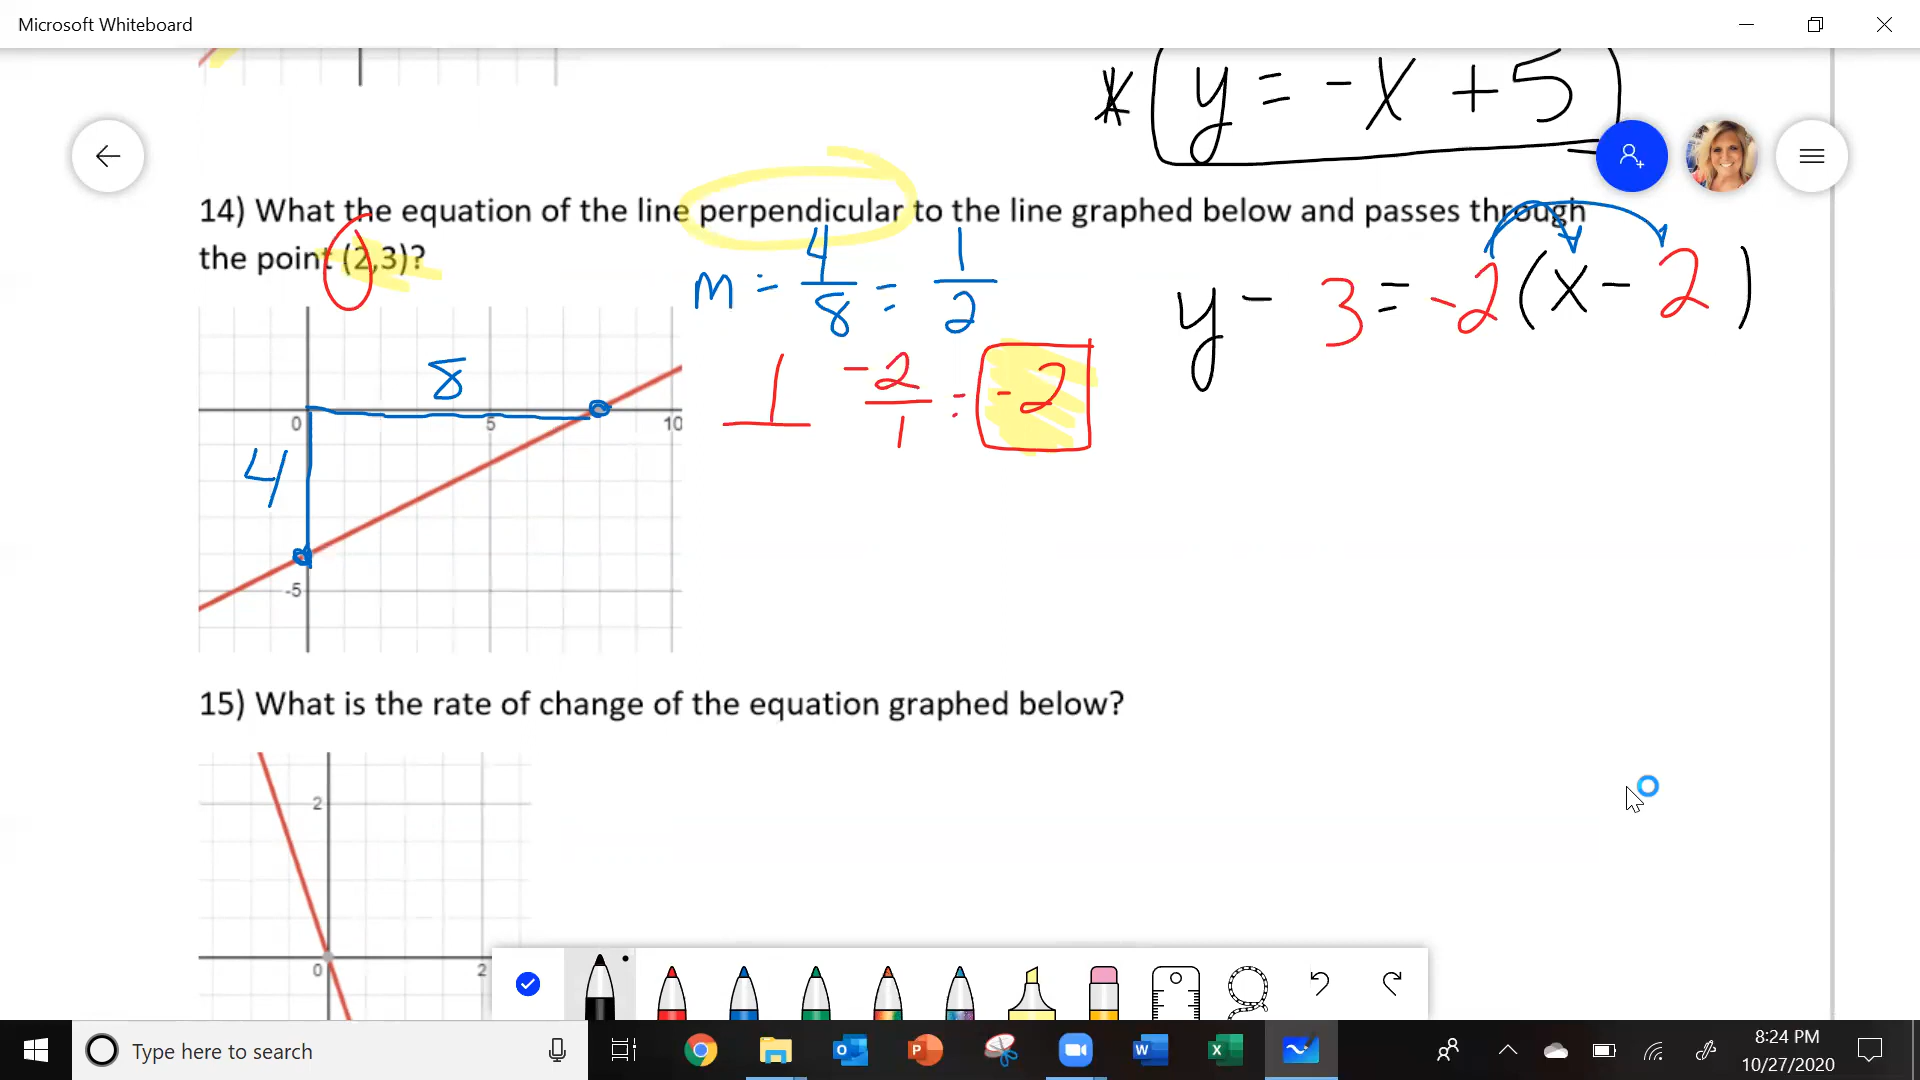 Microsoft Whiteboard
* y = -x + 5
14) What the equation of the line perpendicular to the line graphed below and passes through
the point (2,3)?
m = 4/8 = 1/2
y - 3 = -2(x - 2)
⊥ -2/1 = -2
8
0 5 10
4
-5
15) What is the rate of change of the equation graphed below?
2
0 2
Type here to search
8:24 PM
10/27/2020